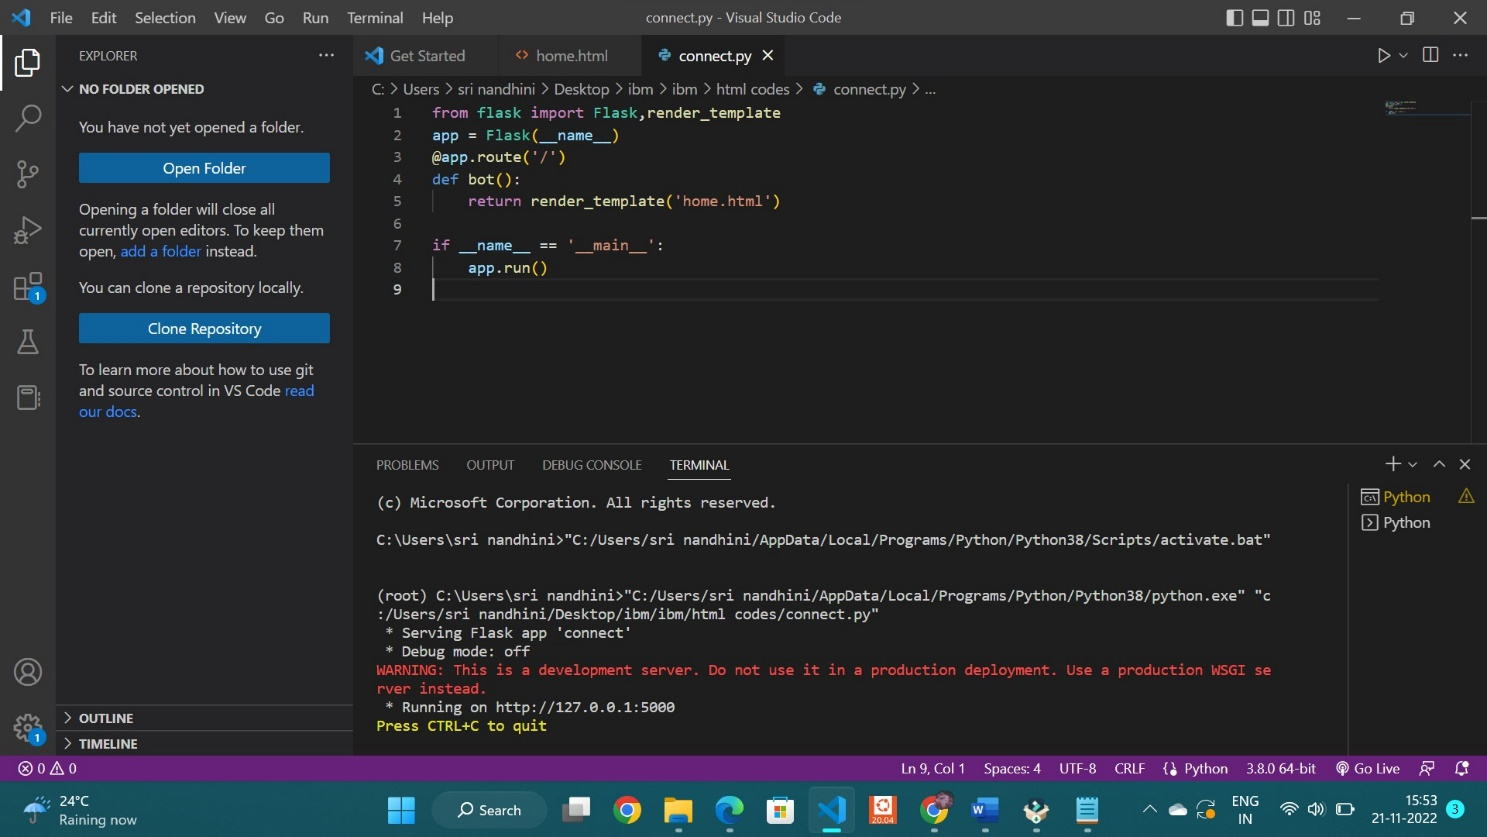 File Edit Selection View Go Run Terminal Help
connect.py - Visual Studio Code
EXPLORER
NO FOLDER OPENED
You have not yet opened a folder.
Open Folder
Opening a folder will close all
currently open editors. To keep them
open, add a folder instead.
You can clone a repository locally.
Clone Repository
To learn more about how to use git
and source control in VS Code read
our docs.
OUTLINE
TIMELINE
1
1
Get Started
home.html
connect.py
C: > Users > sri nandhini > Desktop > ibm > ibm > html codes > connect.py > ...
1 from flask import Flask,render_template
2 app = Flask(__name__)
3 @app.route('/')
4 def bot():
5 return render_template('home.html')
6
7 if __name__ == '__main__':
8 app.run()
9
PROBLEMS OUTPUT DEBUG CONSOLE TERMINAL
(c) Microsoft Corporation. All rights reserved.
C:\Users\sri nandhini>"C:/Users/sri nandhini/AppData/Local/Programs/Python/Python38/Scripts/activate.bat"
(root) C:\Users\sri nandhini>"C:/Users/sri nandhini/AppData/Local/Programs/Python/Python38/python.exe" "c
:/Users/sri nandhini/Desktop/ibm/ibm/html codes/connect.py"
* Serving Flask app 'connect'
* Debug mode: off
WARNING: This is a development server. Do not use it in a production deployment. Use a production WSGI se
rver instead.
* Running on http://127.0.0.1:5000
Press CTRL+C to quit
Python
Python
0 0
Ln 9, Col 1 Spaces: 4 UTF-8 CRLF Python 3.8.0 64-bit Go Live
24°C
Raining now
Search
20.04
ENG
IN
15:53
21-11-2022
3